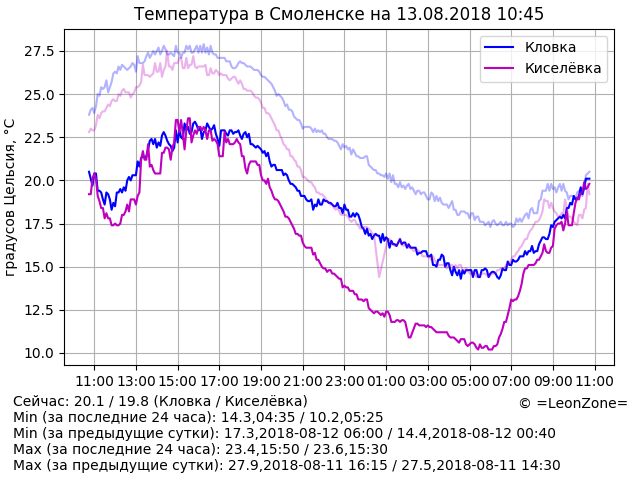 Температура в Смоленске на 13.08.2018 10:45
градусов Цельсия, °C
27.5
25.0
22.5
20.0
17.5
15.0
12.5
10.0
Кловка
Киселёвка
11:00 13:00 15:00 17:00 19:00 21:00 23:00 01:00 03:00 05:00 07:00 09:00 11:00
© =LeonZone=
Сейчас: 20.1 / 19.8 (Кловка / Киселёвка)
Min (за последние 24 часа): 14.3,04:35 / 10.2,05:25
Min (за предыдущие сутки): 17.3,2018-08-12 06:00 / 14.4,2018-08-12 00:40
Max (за последние 24 часа): 23.4,15:50 / 23.6,15:30
Max (за предыдущие сутки): 27.9,2018-08-11 16:15 / 27.5,2018-08-11 14:30